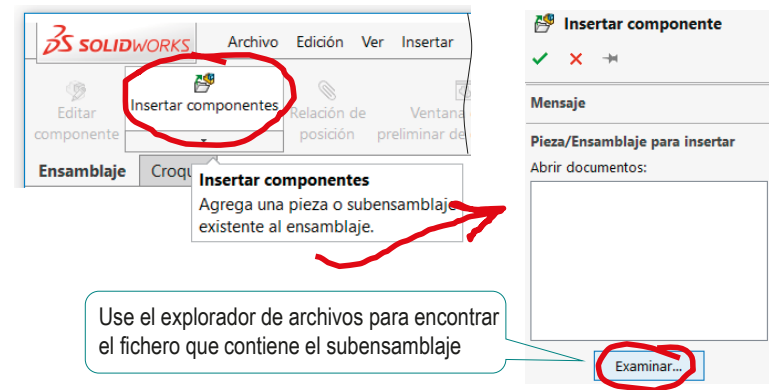 SOLIDWORKS Archivo Edición Ver Insertar
Editar componente
Insertar componentes
Relación de posición
Ventana preliminar de
Ensamblaje Croqu
Insertar componentes
Agrega una pieza o subensamblaje
existente al ensamblaje.
Insertar componente
Mensaje
Pieza/Ensamblaje para insertar
Abrir documentos:
Use el explorador de archivos para encontrar
el fichero que contiene el subensamblaje
Examinar...